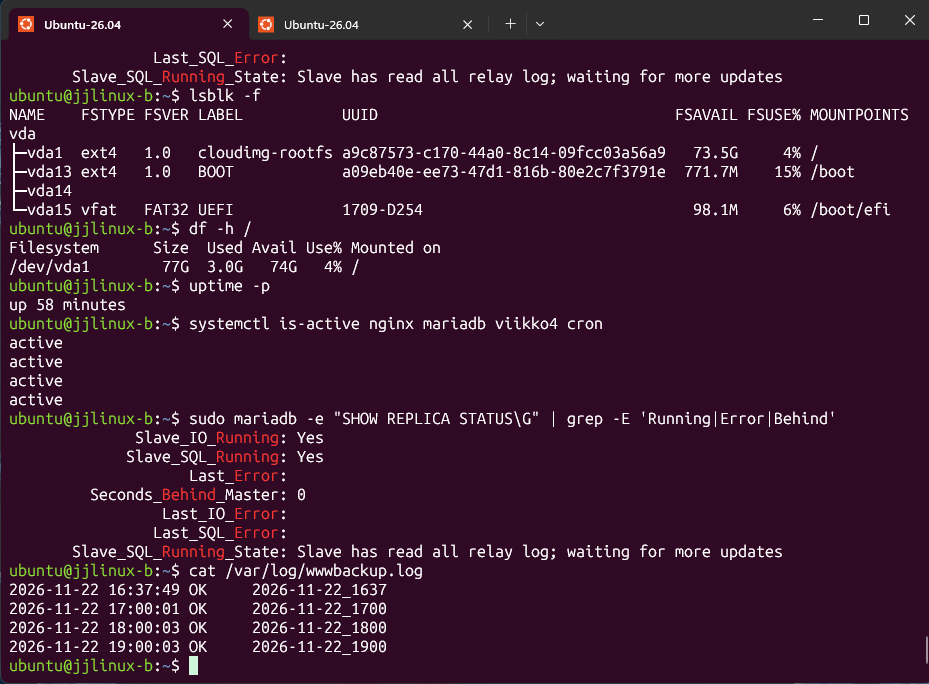 Ubuntu-26.04
Ubuntu-26.04
Last_SQL_Error:
Slave_SQL_Running_State: Slave has read all relay log; waiting for more updates
ubuntu@jjlinux-b:~$ lsblk -f
NAME    FSTYPE FSVER LABEL           UUID                                 FSAVAIL FSUSE% MOUNTPOINTS
vda
├─vda1  ext4   1.0   cloudimg-rootfs a9c87573-c170-44a0-8c14-09fcc03a56a9   73.5G     4% /
├─vda13 ext4   1.0   BOOT            a09eb40e-ee73-47d1-816b-80e2c7f3791e  771.7M    15% /boot
├─vda14
└─vda15 vfat   FAT32 UEFI            1709-D254                              98.1M     6% /boot/efi
ubuntu@jjlinux-b:~$ df -h /
Filesystem      Size  Used Avail Use% Mounted on
/dev/vda1        77G  3.0G   74G   4% /
ubuntu@jjlinux-b:~$ uptime -p
up 58 minutes
ubuntu@jjlinux-b:~$ systemctl is-active nginx mariadb viikko4 cron
active
active
active
active
ubuntu@jjlinux-b:~$ sudo mariadb -e "SHOW REPLICA STATUS\G" | grep -E 'Running|Error|Behind'
Slave_IO_Running: Yes
Slave_SQL_Running: Yes
Last_Error:
Seconds_Behind_Master: 0
Last_IO_Error:
Last_SQL_Error:
Slave_SQL_Running_State: Slave has read all relay log; waiting for more updates
ubuntu@jjlinux-b:~$ cat /var/log/wwwbackup.log
2026-11-22 16:37:49 OK     2026-11-22_1637
2026-11-22 17:00:01 OK     2026-11-22_1700
2026-11-22 18:00:03 OK     2026-11-22_1800
2026-11-22 19:00:03 OK     2026-11-22_1900
ubuntu@jjlinux-b:~$